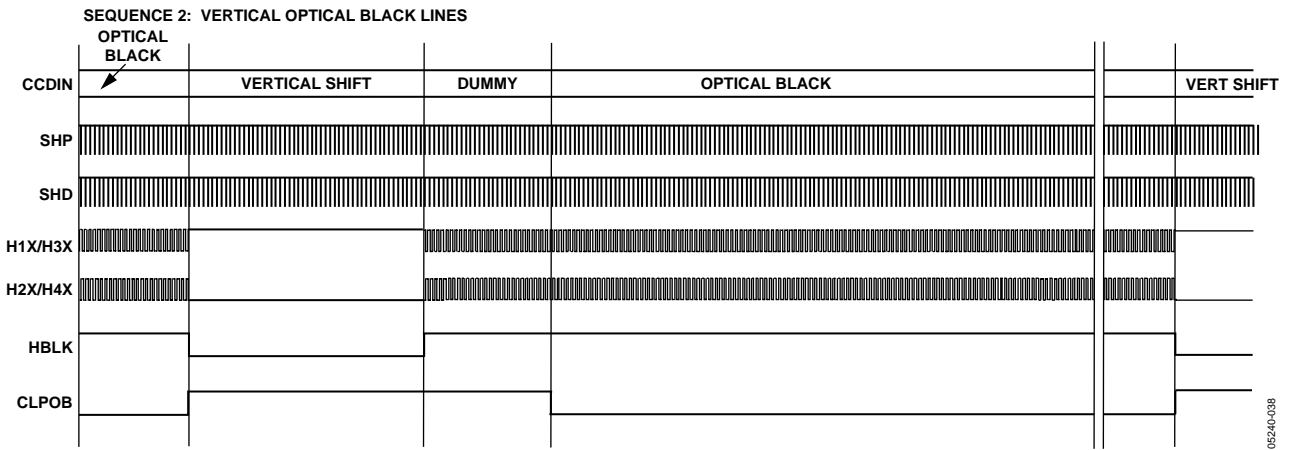 SEQUENCE 2: VERTICAL OPTICAL BLACK LINES
OPTICAL
BLACK
CCDIN
VERTICAL SHIFT
DUMMY
OPTICAL BLACK
VERT SHIFT
SHP
SHD
H1X/H3X
H2X/H4X
HBLK
CLPOB
05240-038